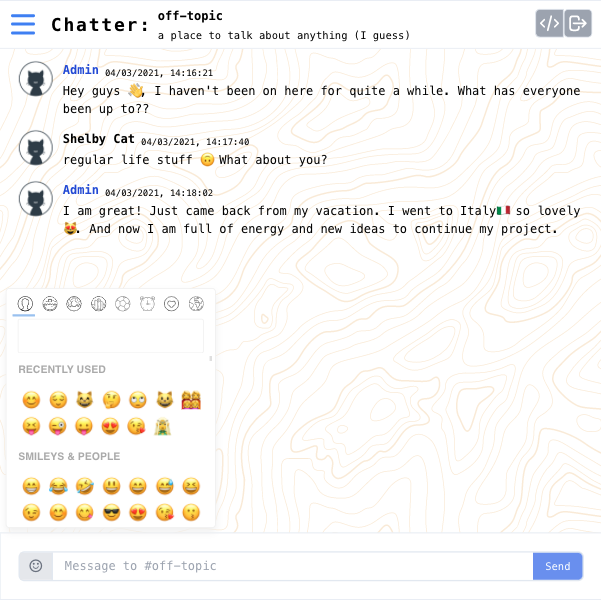 Chatter:
off-topic
a place to talk about anything (I guess)
</>
Admin 04/03/2021, 14:16:21
Hey guys 👋, I haven't been on here for quite a while. What has everyone
been up to??
Shelby Cat 04/03/2021, 14:17:40
regular life stuff 🙃 What about you?
Admin 04/03/2021, 14:18:02
I am great! Just came back from my vacation. I went to Italy🇮🇹 so lovely
😻. And now I am full of energy and new ideas to continue my project.
RECENTLY USED
SMILEYS & PEOPLE
Message to #off-topic
Send